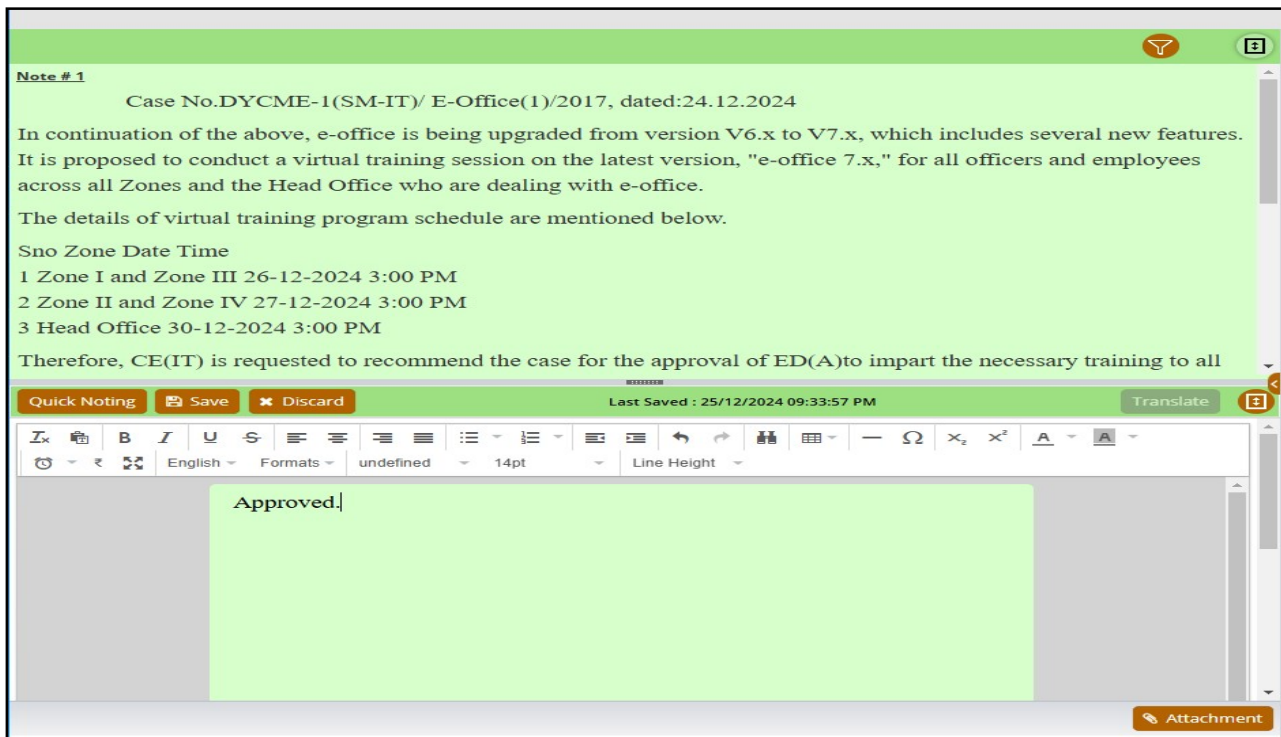 Note # 1
Case No.DYCME-1(SM-IT)/ E-Office(1)/2017, dated:24.12.2024
In continuation of the above, e-office is being upgraded from version V6.x to V7.x, which includes several new features.
It is proposed to conduct a virtual training session on the latest version, "e-office 7.x," for all officers and employees
across all Zones and the Head Office who are dealing with e-office.
The details of virtual training program schedule are mentioned below.
Sno Zone Date Time
1 Zone I and Zone III 26-12-2024 3:00 PM
2 Zone II and Zone IV 27-12-2024 3:00 PM
3 Head Office 30-12-2024 3:00 PM
Therefore, CE(IT) is requested to recommend the case for the approval of ED(A)to impart the necessary training to all
Quick Noting Save Discard Last Saved : 25/12/2024 09:33:57 PM Translate
B I U S Ω x₂ x² A A
₹ English Formats undefined 14pt Line Height
Approved.
Attachment